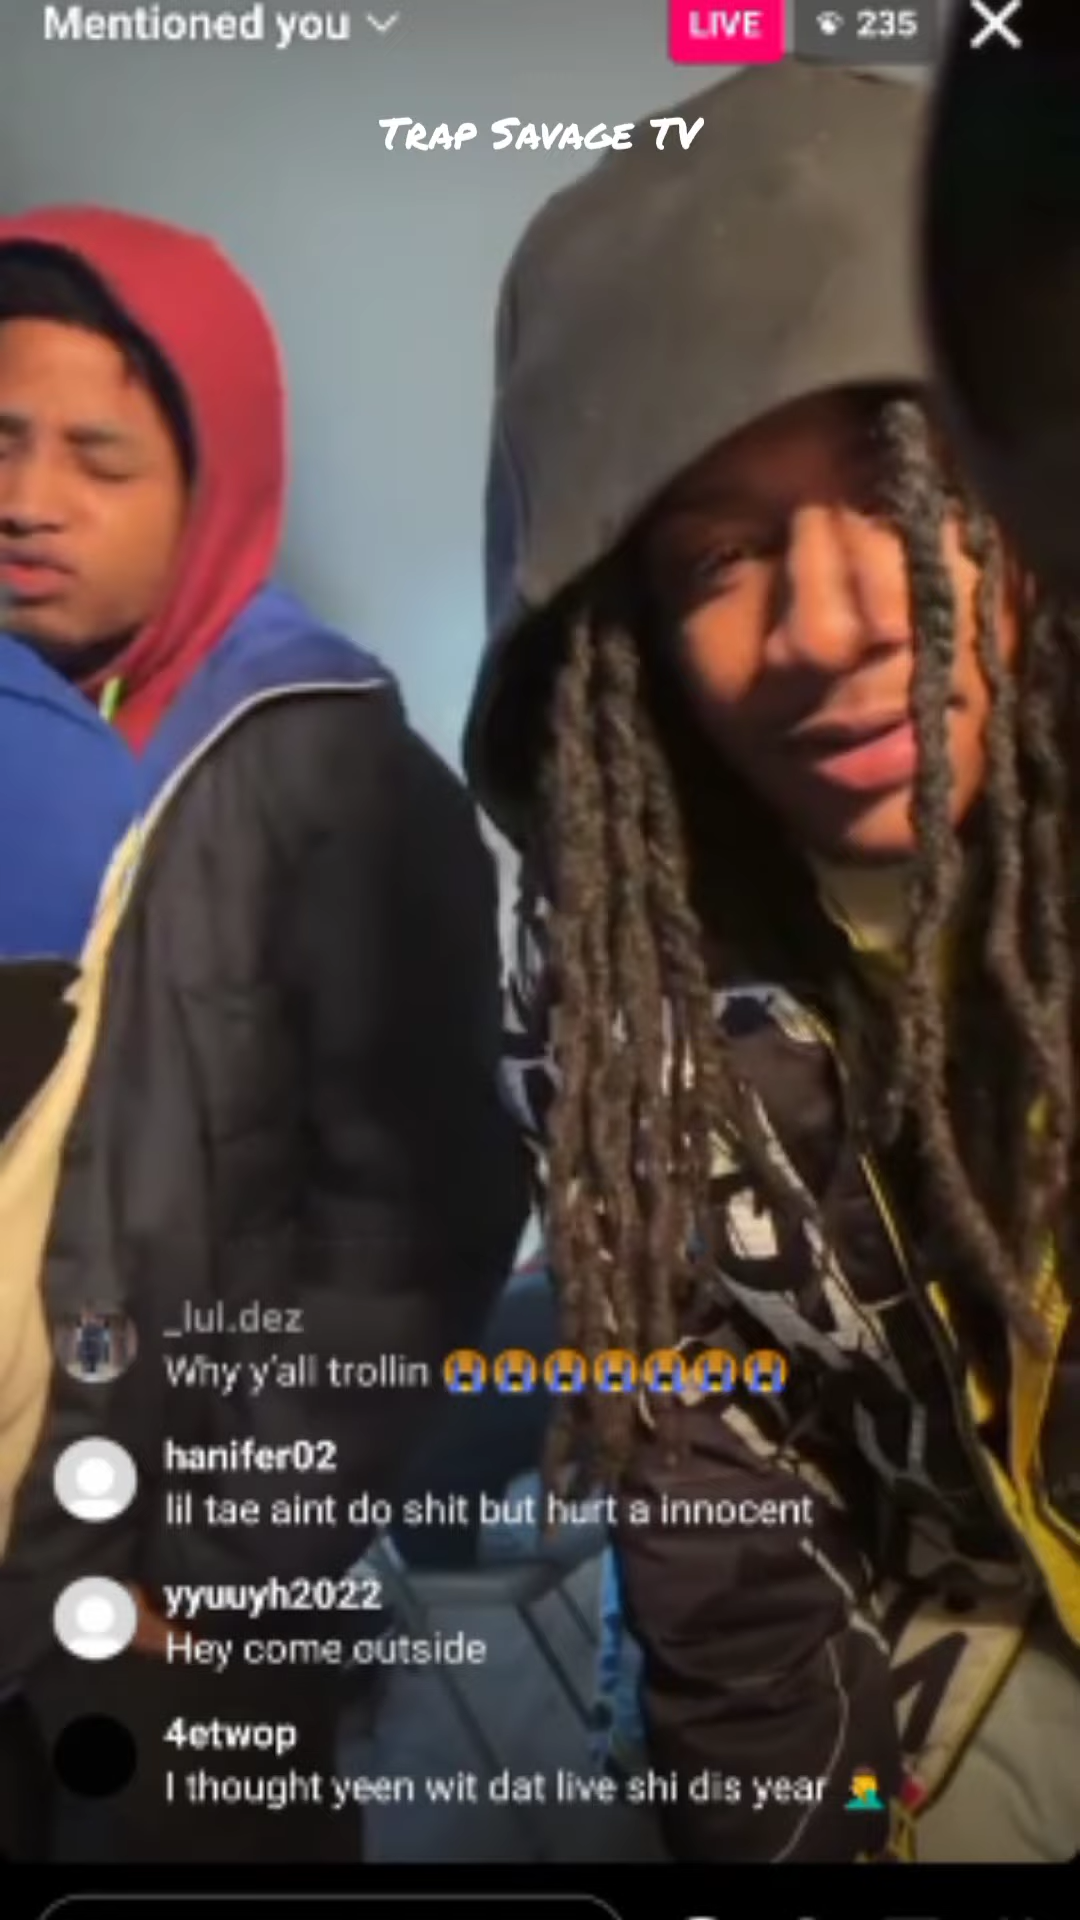 Mentioned you
LIVE
235
TRAP SAVAGE TV
_lul.dez
Why y'all trollin 😭😭😭😭😭😭😭
hanifer02
lil tae aint do shit but hurt a innocent
yyuuyh2022
Hey come outside
4etwop
I thought yeen wit dat live shi dis year 🤦‍♂️